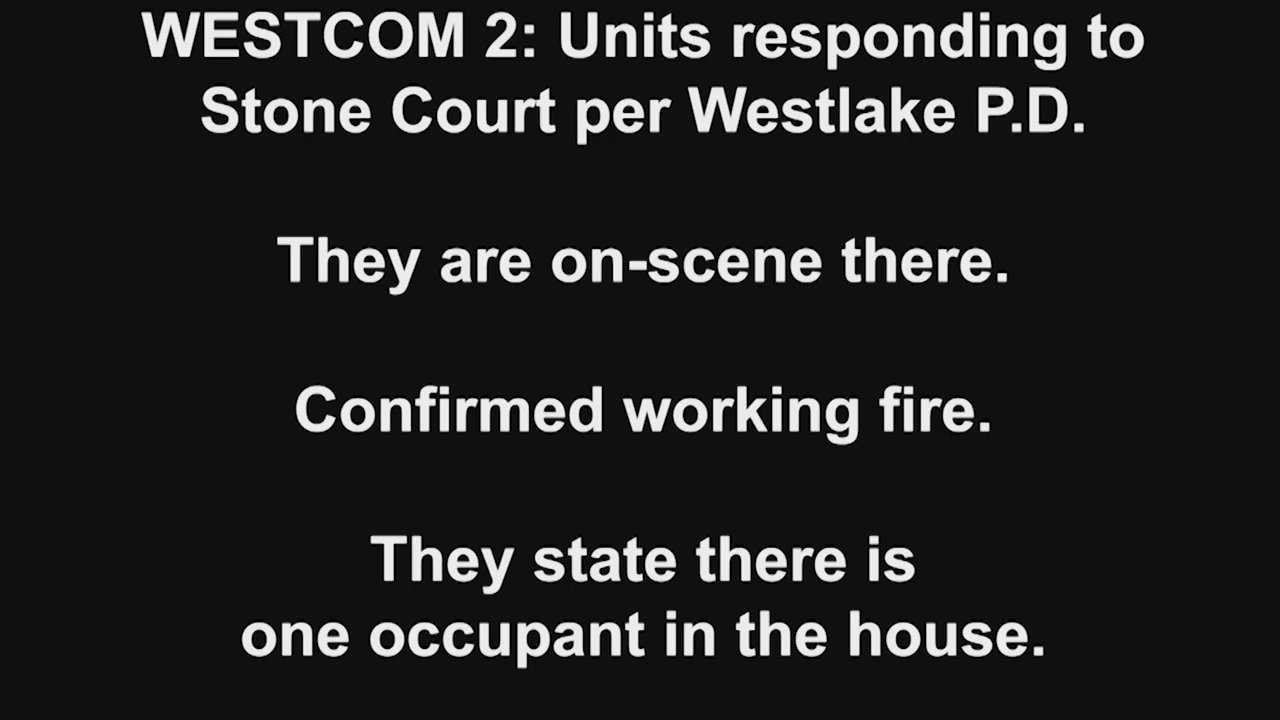 WESTCOM 2: Units responding to
Stone Court per Westlake P.D.
They are on-scene there.
Confirmed working fire.
They state there is
one occupant in the house.